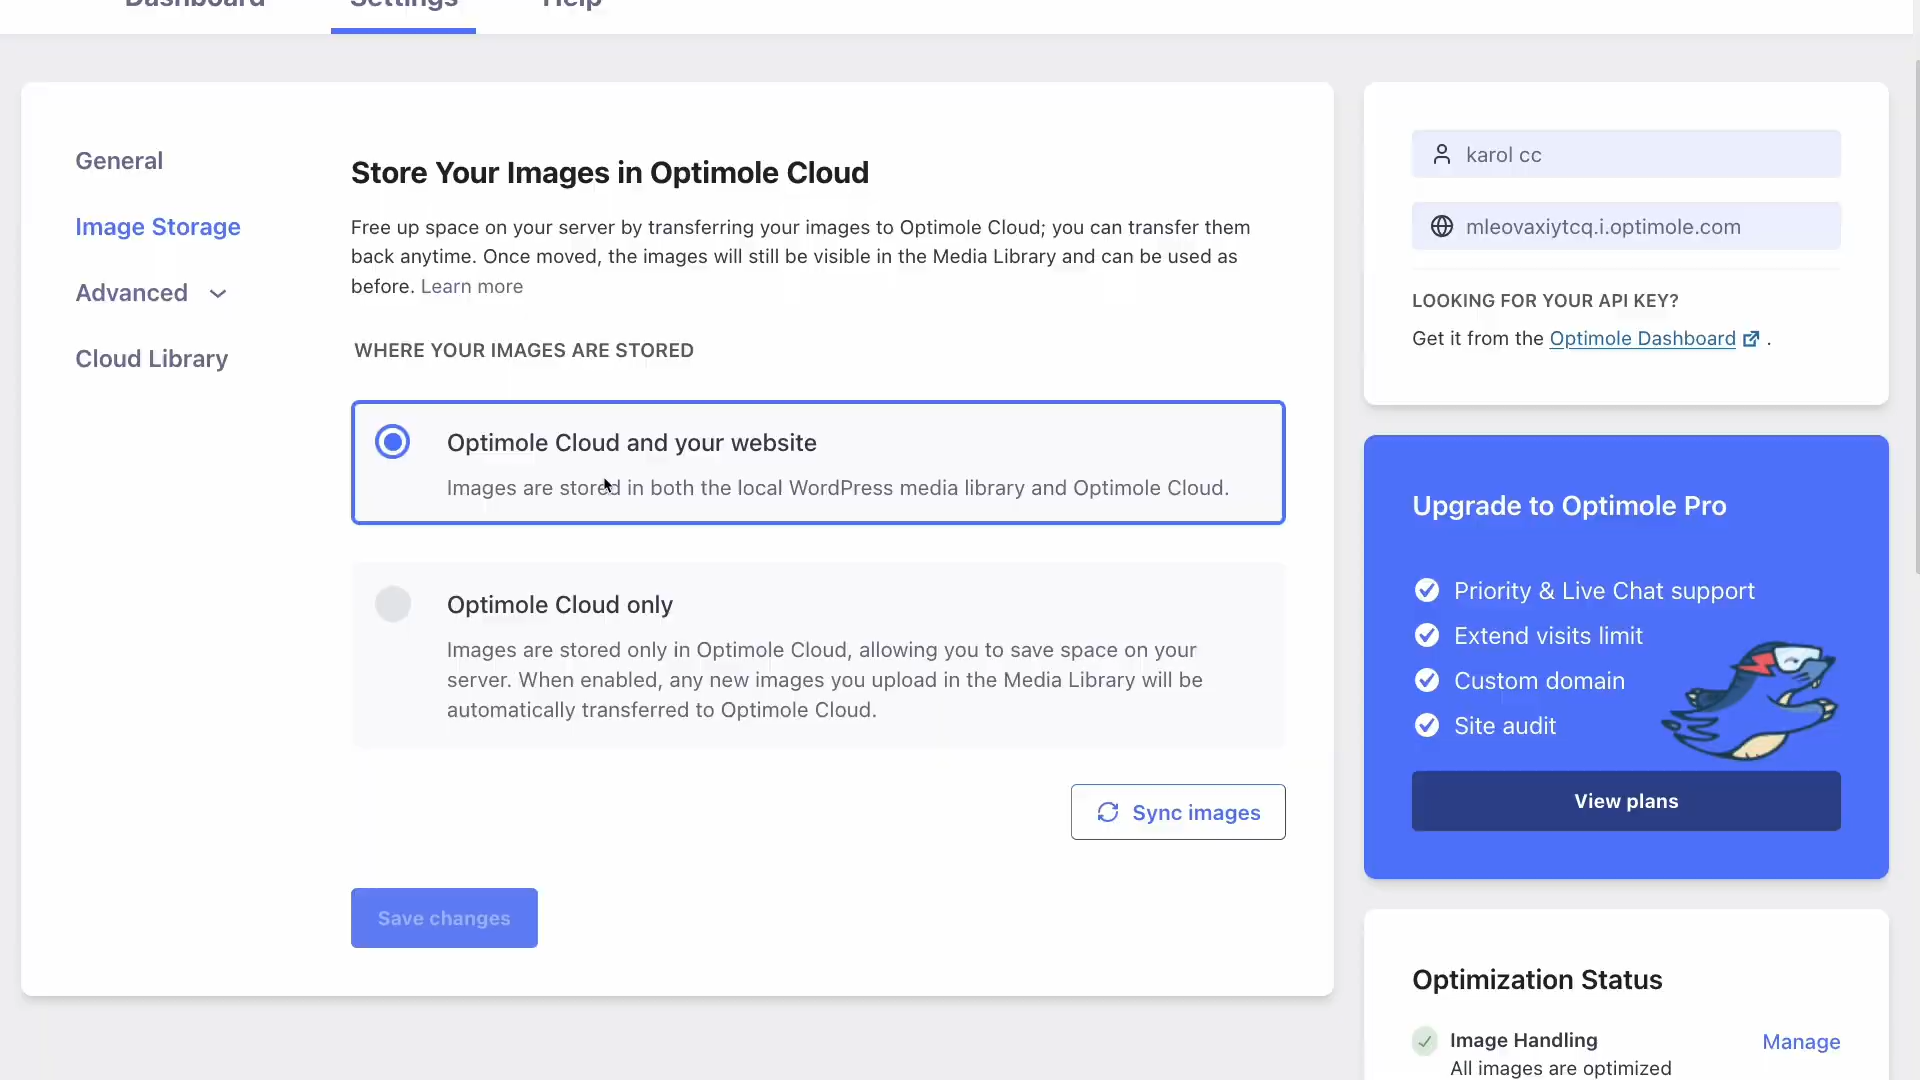 Dashboard
Settings
Help
General
Image Storage
Advanced
Cloud Library
Store Your Images in Optimole Cloud
Free up space on your server by transferring your images to Optimole Cloud; you can transfer them
back anytime. Once moved, the images will still be visible in the Media Library and can be used as
before. Learn more
WHERE YOUR IMAGES ARE STORED
Optimole Cloud and your website
Images are stored in both the local WordPress media library and Optimole Cloud.
Optimole Cloud only
Images are stored only in Optimole Cloud, allowing you to save space on your
server. When enabled, any new images you upload in the Media Library will be
automatically transferred to Optimole Cloud.
Sync images
Save changes
karol cc
mleovaxiytcq.i.optimole.com
LOOKING FOR YOUR API KEY?
Get it from the Optimole Dashboard .
Upgrade to Optimole Pro
Priority & Live Chat support
Extend visits limit
Custom domain
Site audit
View plans
Optimization Status
Image Handling
Manage
All images are optimized